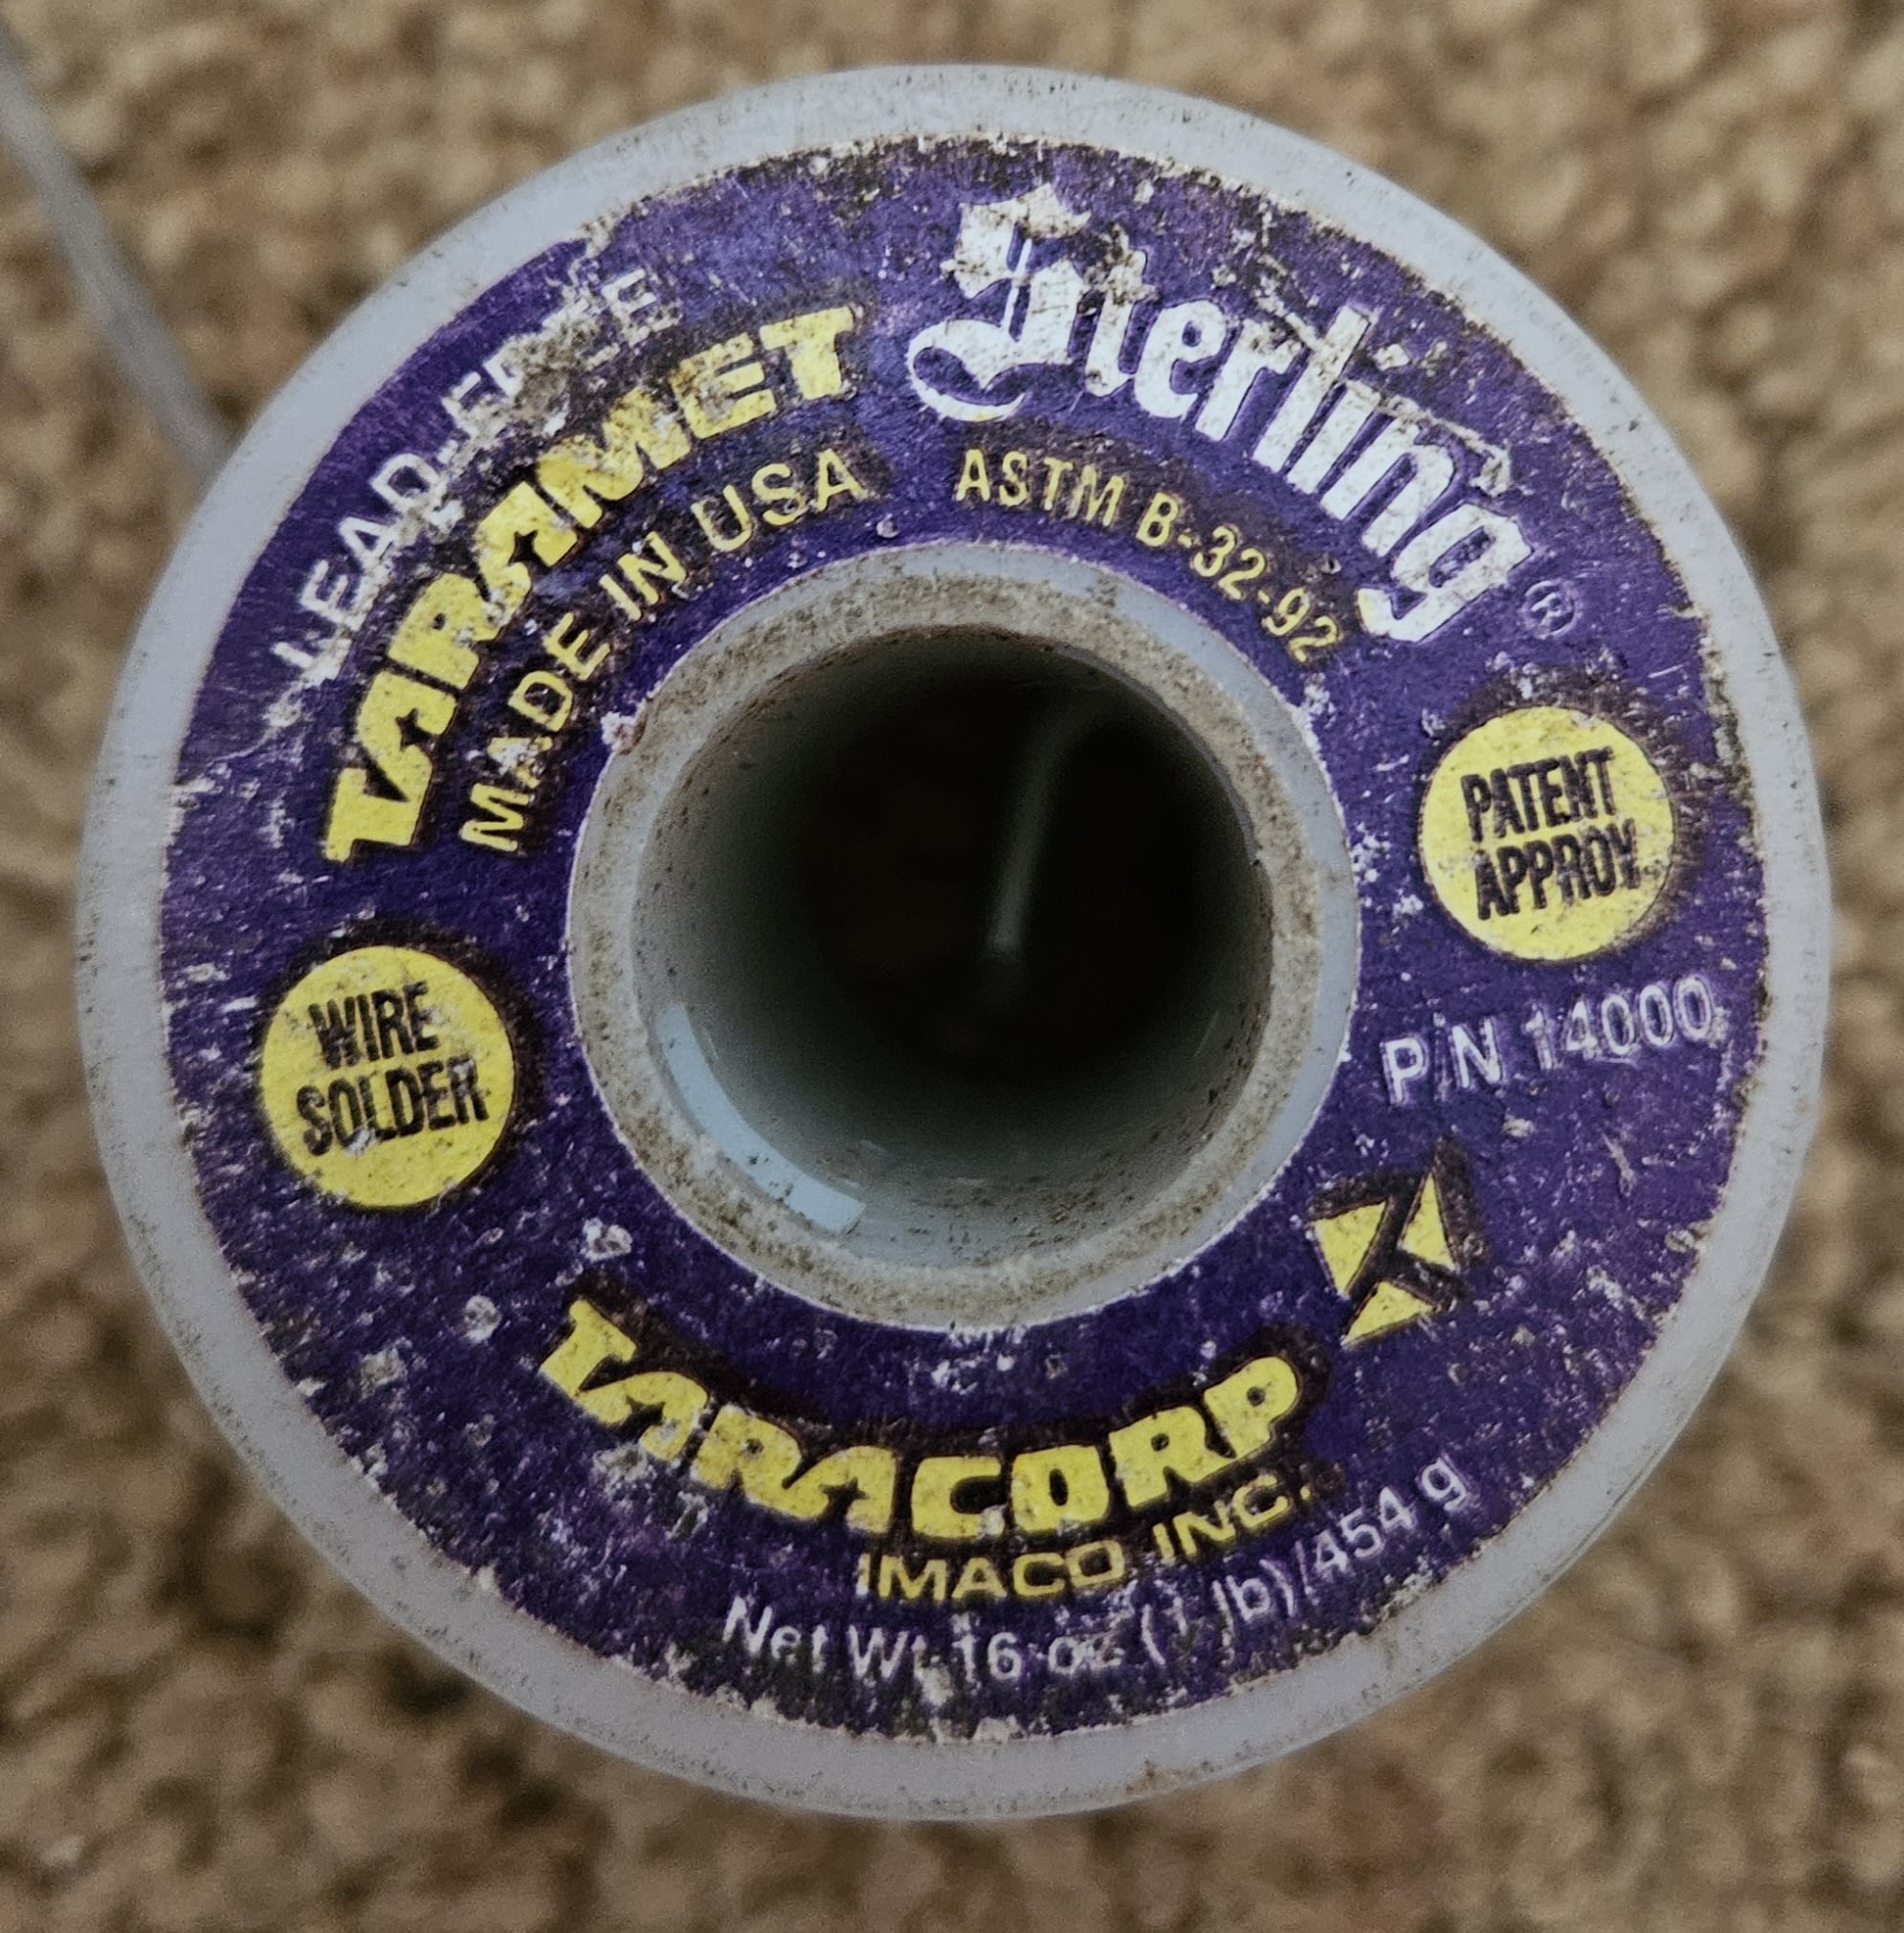 LEAD-FREE
TARAMET
MADE IN USA
Sterling®
ASTM B-32-92
PATENT
APPROV.
P/N 14000
WIRE
SOLDER
TARACORP
IMACO INC.
Net Wt 16 oz (1 lb)/454 g